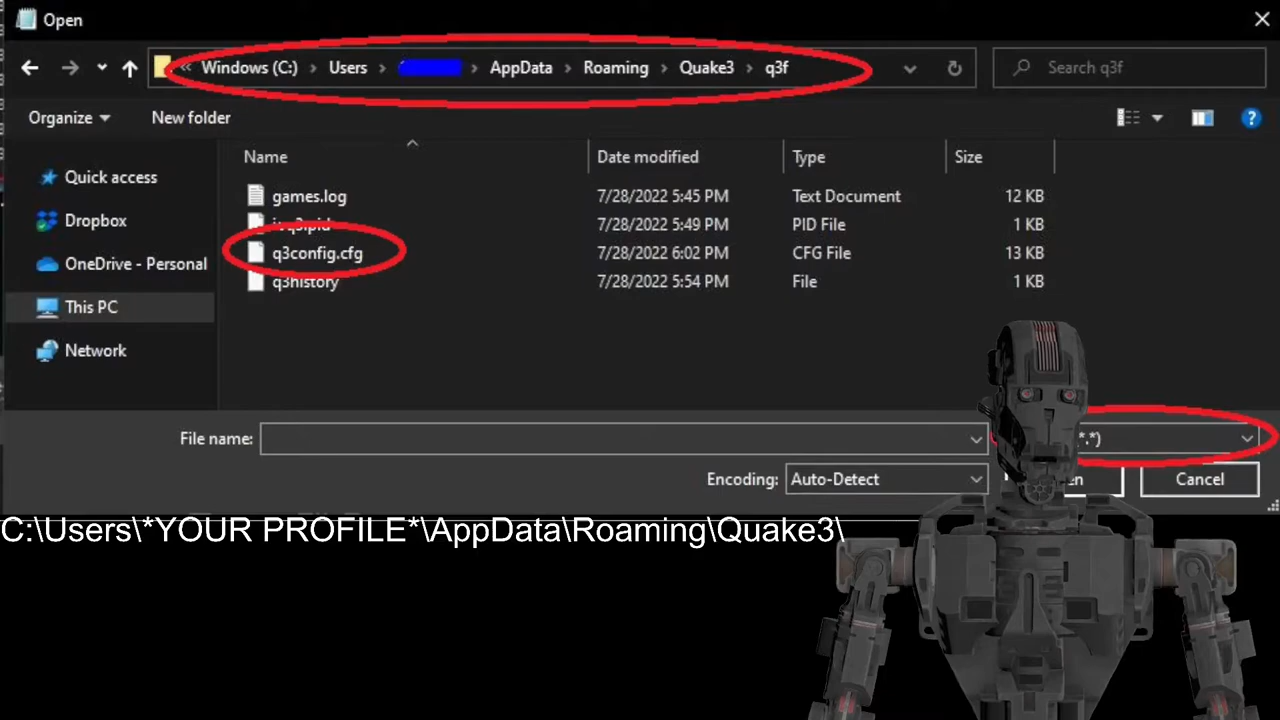 Open
« Windows (C:) > Users > > AppData > Roaming > Quake3 > q3f
Search q3f
Organize
New folder
Name Date modified Type Size
Quick access
Dropbox
OneDrive - Personal
This PC
Network
games.log 7/28/2022 5:45 PM Text Document 12 KB
7/28/2022 5:49 PM PID File 1 KB
q3config.cfg 7/28/2022 6:02 PM CFG File 13 KB
q3history 7/28/2022 5:54 PM File 1 KB
File name:
*.*)
Encoding: Auto-Detect
Cancel
C:\Users\*YOUR PROFILE*\AppData\Roaming\Quake3\